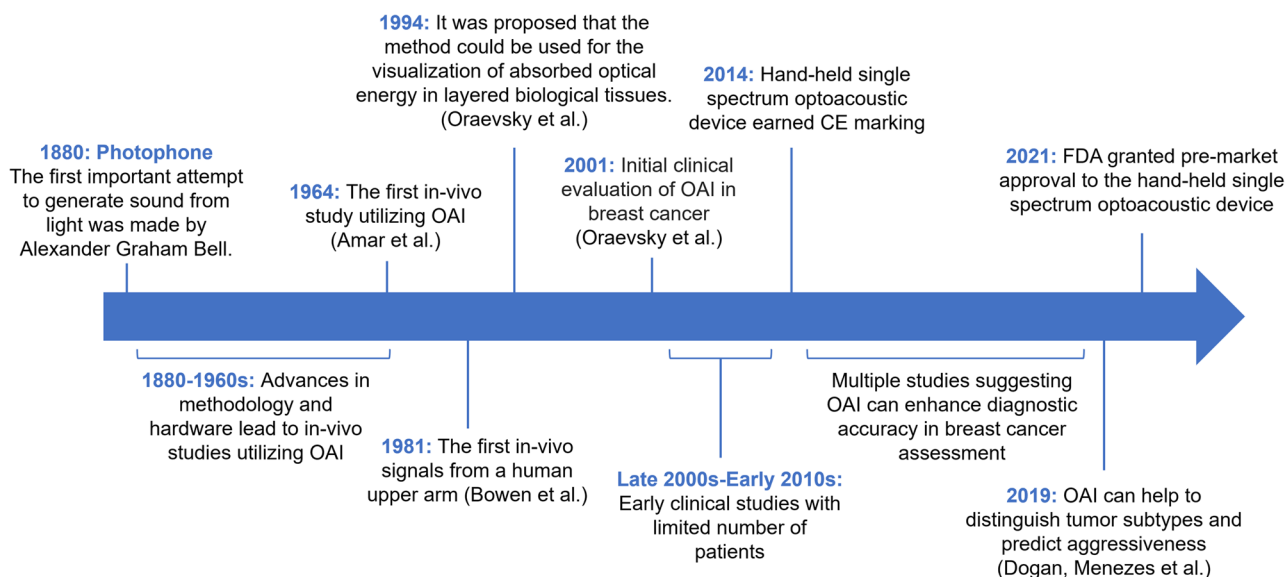 1880: Photophone
The first important attempt
to generate sound from
light was made by
Alexander Graham Bell.
1964: The first in-vivo
study utilizing OAI
(Amar et al.)
1994: It was proposed that the
method could be used for the
visualization of absorbed optical
energy in layered biological tissues.
(Oraevsky et al.)
2001: Initial clinical
evaluation of OAI in
breast cancer
(Oraevsky et al.)
2014: Hand-held single
spectrum optoacoustic
device earned CE marking
2021: FDA granted pre-market
approval to the hand-held single
spectrum optoacoustic device
1880-1960s: Advances in
methodology and
hardware lead to in-vivo
studies utilizing OAI
1981: The first in-vivo
signals from a human
upper arm (Bowen et al.)
Late 2000s-Early 2010s:
Early clinical studies with
limited number of
patients
Multiple studies suggesting
OAI can enhance diagnostic
accuracy in breast cancer
assessment
2019: OAI can help to
distinguish tumor subtypes and
predict aggressiveness
(Dogan, Menezes et al.)